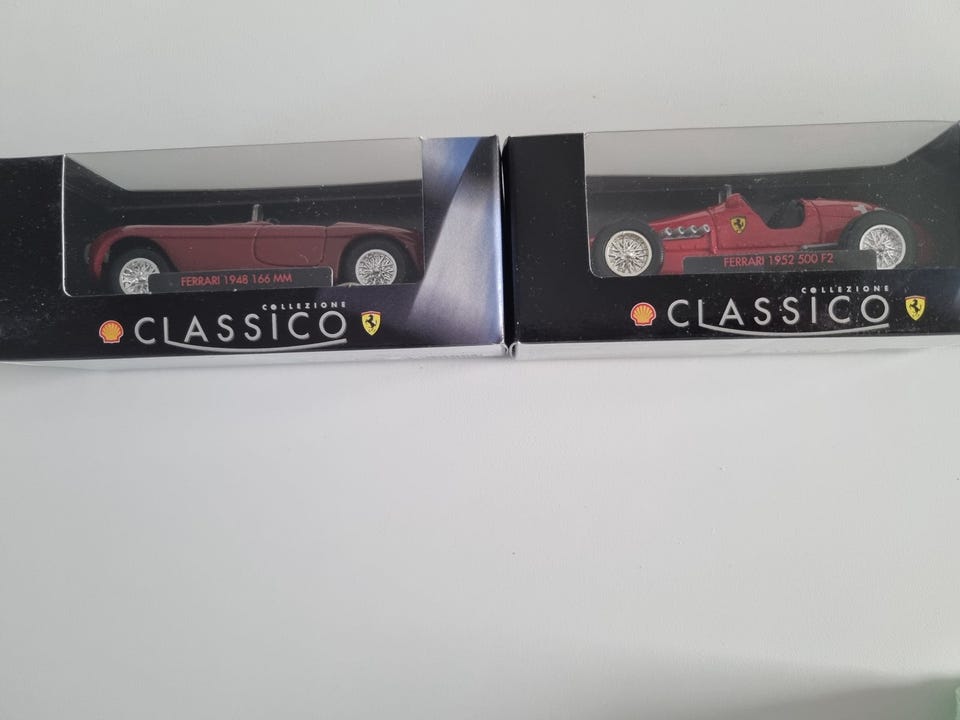 FERRARI 1948 166 MM
COLLEZIONE
CLASSICO
FERRARI 1952 500 F2
COLLEZIONE
CLASSICO